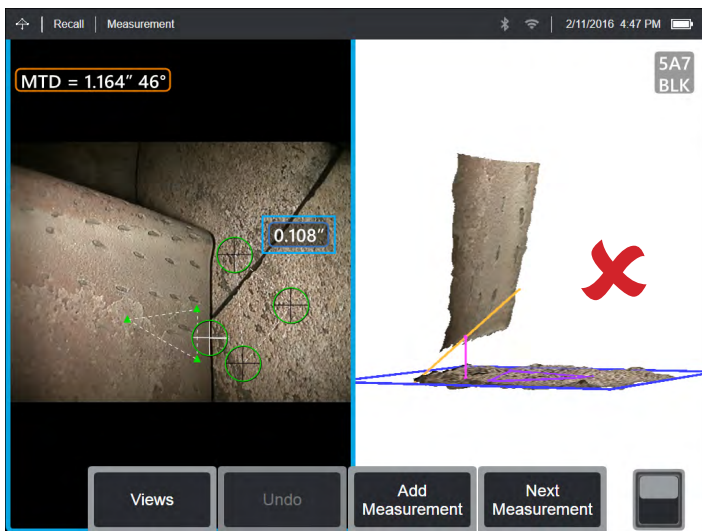 Recall Measurement 2/11/2016 4:47 PM
MTD = 1.164" 46°
5A7
BLK
0.108"
Views
Undo
Add
Measurement
Next
Measurement